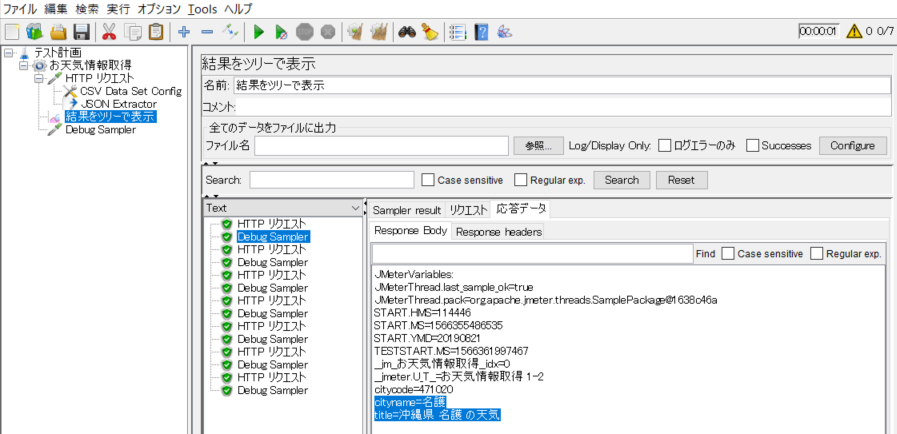 ファイル 編集 検索 実行 オプション Tools ヘルプ
00:00:01 0 0/7
テスト計画
お天気情報取得
HTTP リクエスト
CSV Data Set Config
JSON Extractor
結果をツリーで表示
Debug Sampler
結果をツリーで表示
名前: 結果をツリーで表示
コメント:
全てのデータをファイルに出力
ファイル名 参照... Log/Display Only: ログエラーのみ Successes Configure
Search: Case sensitive Regular exp. Search Reset
Text
HTTP リクエスト
Debug Sampler
HTTP リクエスト
Debug Sampler
HTTP リクエスト
Debug Sampler
HTTP リクエスト
Debug Sampler
HTTP リクエスト
Debug Sampler
HTTP リクエスト
Debug Sampler
HTTP リクエスト
Debug Sampler
Sampler result リクエスト 応答データ
Response Body Response headers
Find Case sensitive Regular exp.
JMeterVariables:
JMeterThread.last_sample_ok=true
JMeterThread.pack=org.apache.jmeter.threads.SamplePackage@1638c46a
START.HMS=114446
START.MS=1566355486535
START.YMD=20190821
TESTSTART.MS=1566361997467
__jm__お天気情報取得__idx=0
__jmeter.U_T__=お天気情報取得 1-2
citycode=471020
cityname=名護
title=沖縄県 名護 の天気